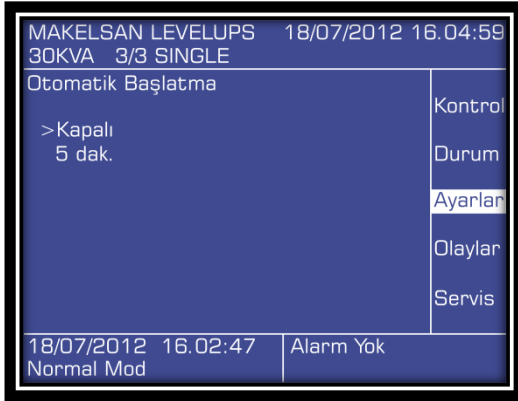 MAKELSAN LEVELUPS 18/07/2012 16.04:59
30KVA 3/3 SINGLE
Otomatik Başlatma
>Kapalı
5 dak.
Kontrol
Durum
Ayarlar
Olaylar
Servis
18/07/2012 16.02:47 Alarm Yok
Normal Mod